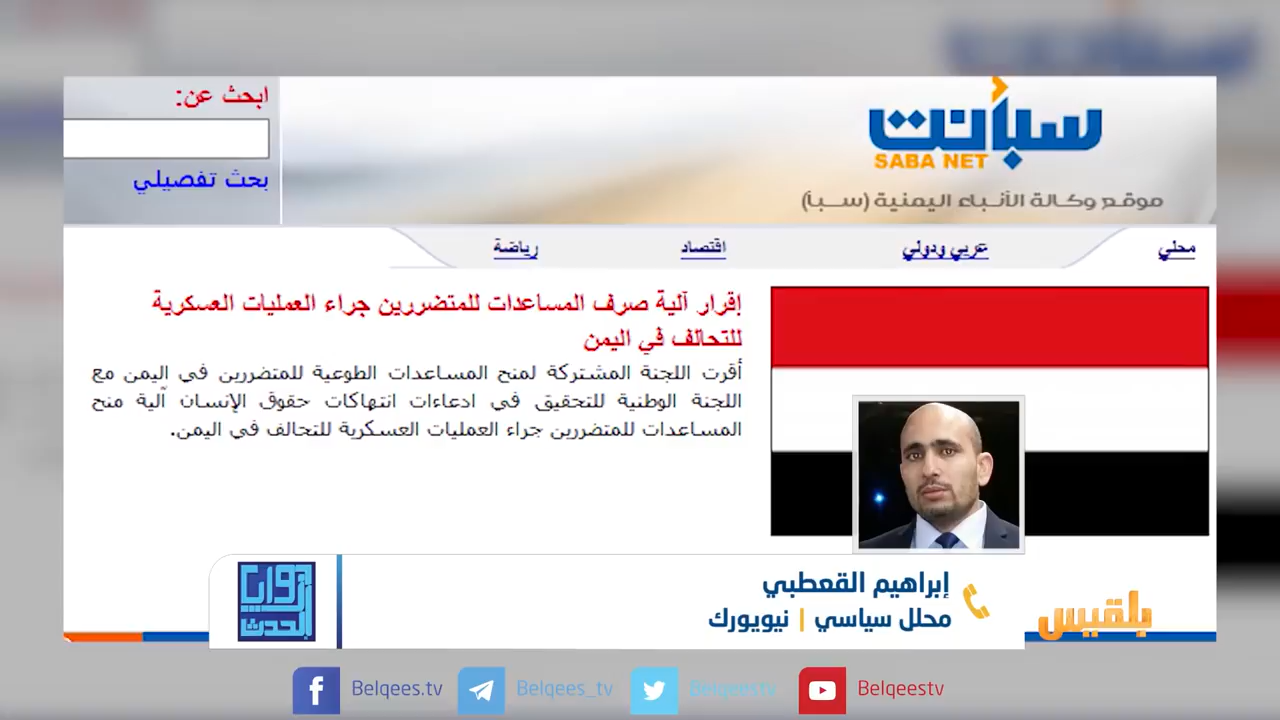 ابحث عن:
بحث تفصيلي
سبأنت
SABA NET
موقع وكالة الأنباء اليمنية (سبأ)
محلي
عربي ودولي
اقتصاد
رياضة
إقرار آلية صرف المساعدات للمتضررين جراء العمليات العسكرية
للتحالف في اليمن
أقرت اللجنة المشتركة لمنح المساعدات الطوعية للمتضررين في اليمن مع
اللجنة الوطنية للتحقيق في ادعاءات انتهاكات حقوق الإنسان آلية منح
المساعدات للمتضررين جراء العمليات العسكرية للتحالف في اليمن.
إبراهيم القعطبي
محلل سياسي | نيويورك
بلقيس
الحدث
Belqees.tv
Belqees_tv
Belqeestv
Belqeestv